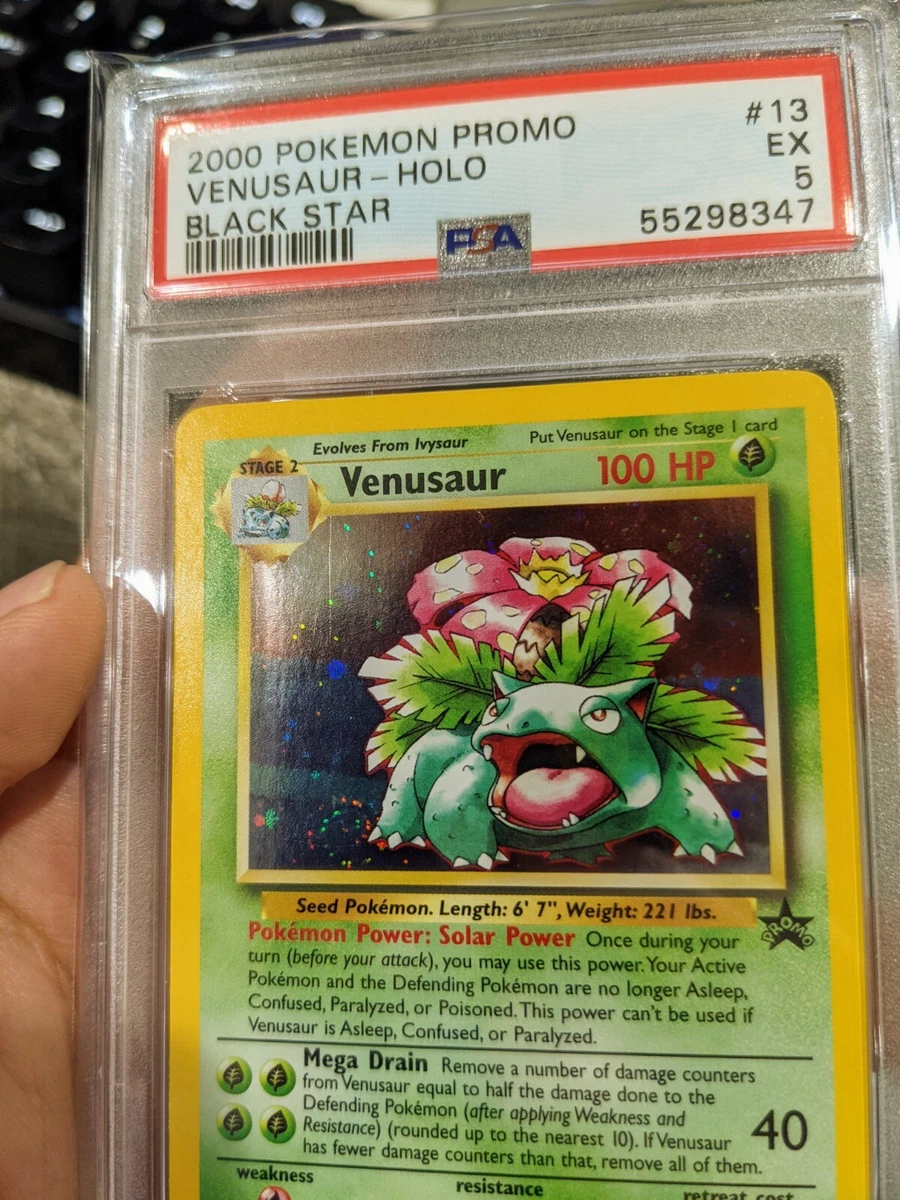 2000 POKEMON PROMO #13
VENUSAUR - HOLO EX
BLACK STAR 5
PSA 55298347
Evolves From Ivysaur Put Venusaur on the Stage 1 card
STAGE 2 Venusaur 100 HP
Seed Pokémon. Length: 6' 7", Weight: 221 lbs.
PROMO
Pokémon Power: Solar Power Once during your
turn (before your attack), you may use this power. Your Active
Pokémon and the Defending Pokémon are no longer Asleep,
Confused, Paralyzed, or Poisoned. This power can't be used if
Venusaur is Asleep, Confused, or Paralyzed.
Mega Drain Remove a number of damage counters
from Venusaur equal to half the damage done to the
Defending Pokémon (after applying Weakness and
Resistance) (rounded up to the nearest 10). If Venusaur
has fewer damage counters than that, remove all of them.
40
weakness resistance retreat cost